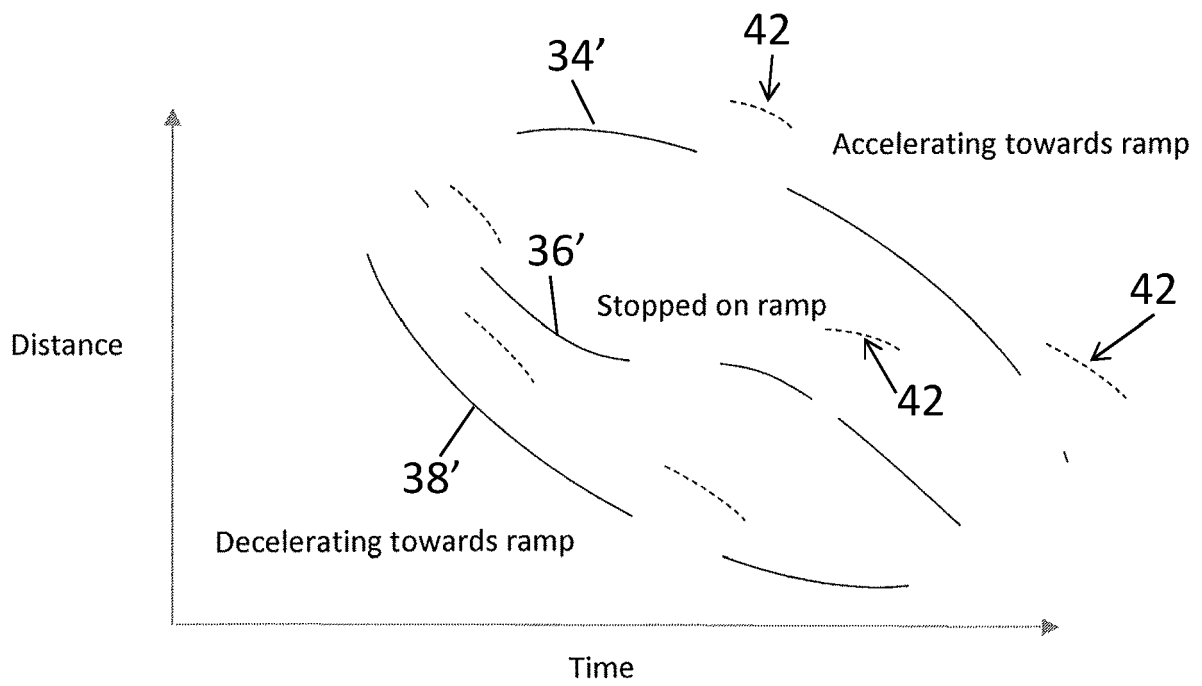 42
34’
Accelerating towards ramp
36’
Stopped on ramp
42
Distance
42
38’
Decelerating towards ramp
Time